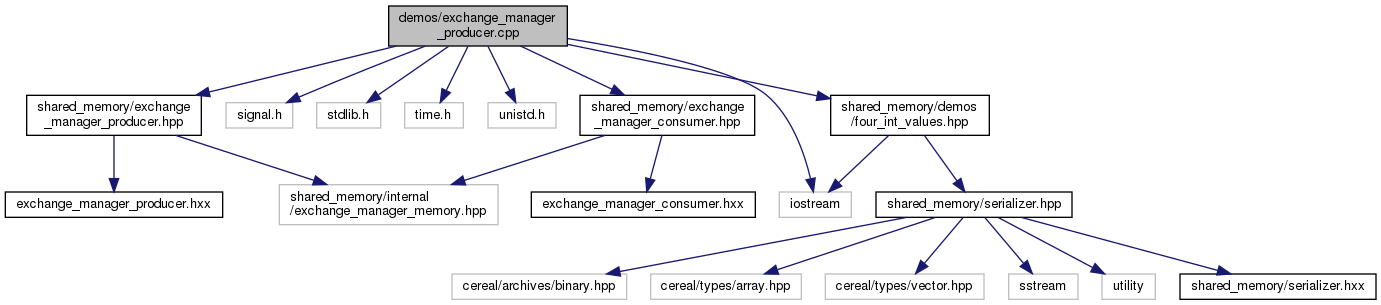 demos/exchange_manager
_producer.cpp
shared_memory/exchange
_manager_producer.hpp
signal.h
stdlib.h
time.h
unistd.h
shared_memory/exchange
_manager_consumer.hpp
shared_memory/demos
/four_int_values.hpp
exchange_manager_producer.hxx
shared_memory/internal
/exchange_manager_memory.hpp
exchange_manager_consumer.hxx
iostream
shared_memory/serializer.hpp
cereal/archives/binary.hpp
cereal/types/array.hpp
cereal/types/vector.hpp
sstream
utility
shared_memory/serializer.hxx